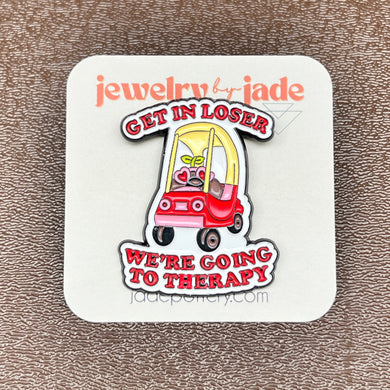 jewelry by jade
GET IN LOSER
WE'RE GOING
TO THERAPY
jadepottery.com